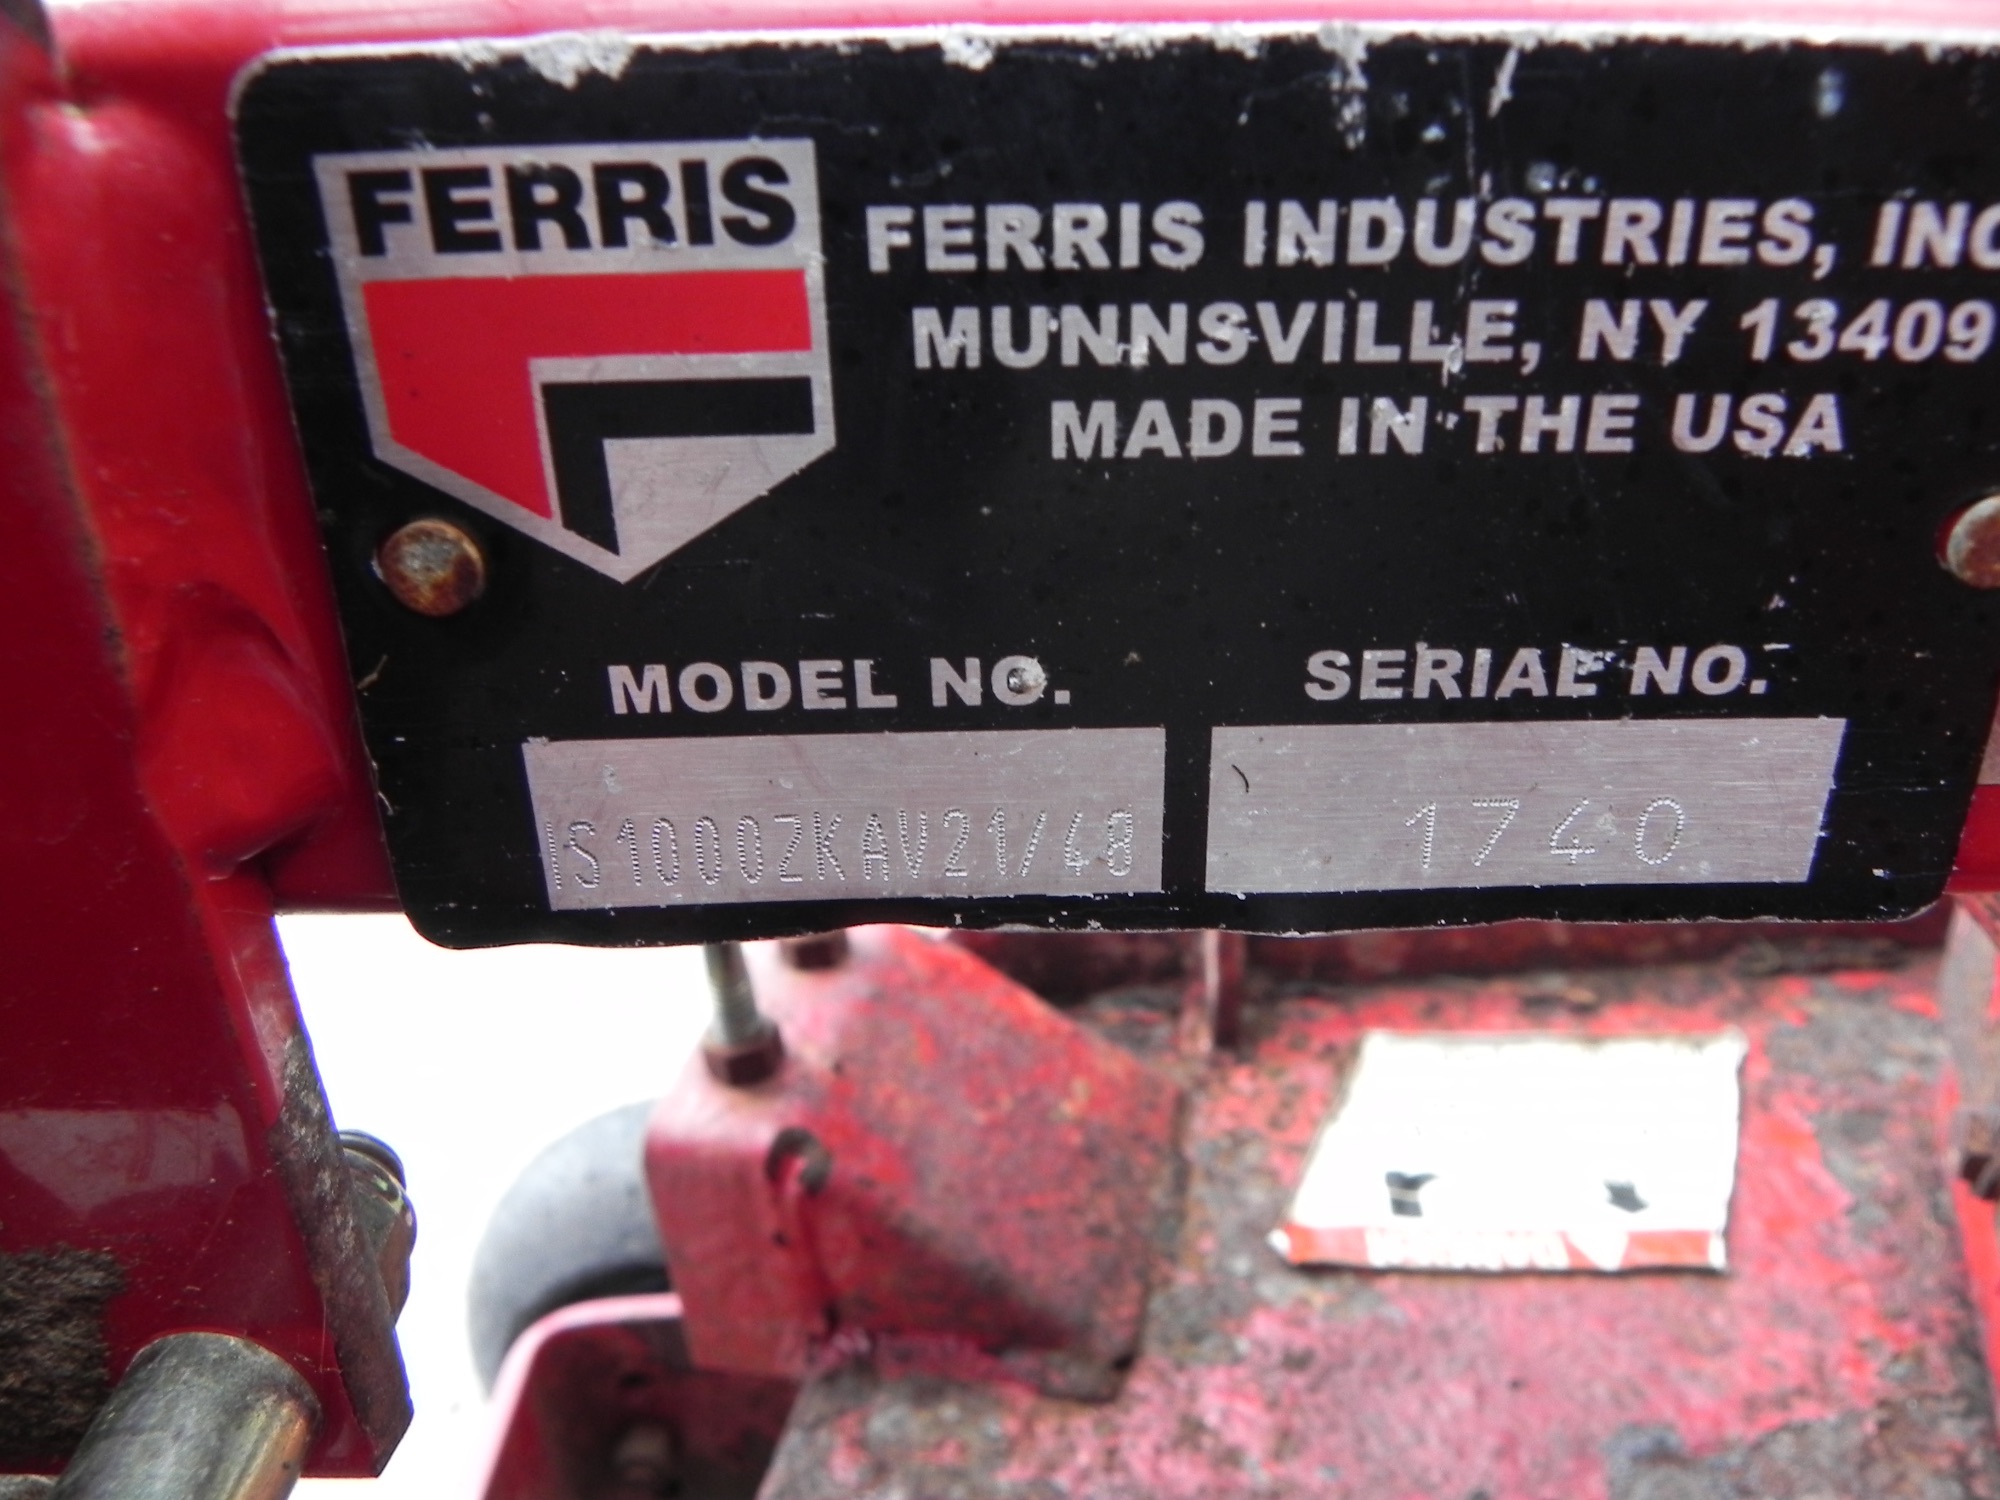 FERRIS
FERRIS INDUSTRIES, INC
MUNNSVILLE, NY 13409
MADE IN THE USA
MODEL NO.
SERIAL NO.
IS1000ZKAV21/48
1740